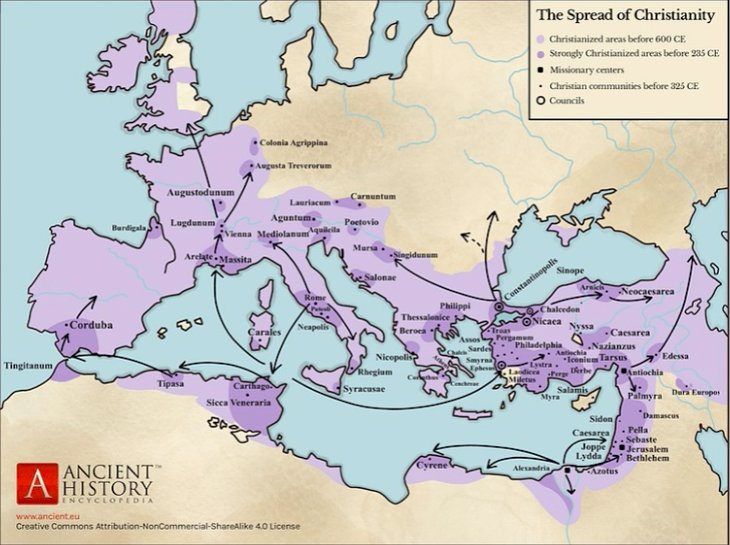 The Spread of Christianity
Christianized areas before 600 CE
Strongly Christianized areas before 235 CE
Missionary centers
Christian communities before 325 CE
Councils
Colonia Agrippina
Augusta Treverorum
Augustodunum
Lauriacum
Carnuntum
Aguntum
Poetovio
Lugdunum
Vienna
Mediolanum
Aquileia
Burdigala
Mursa
Singidunum
Arelate
Massita
Salonae
Constantinopolis
Sinope
Rome
Puteoli
Neapolis
Philippi
Chalcedon
Nicaea
Arnicis
Neocaesarea
Corduba
Carales
Thessalonice
Beroea
Troas
Pergamum
Assos
Sardes
Smyrna
Ephesus
Philadelphia
Nyssa
Nazianzus
Caesarea
Antiochia
Iconium
Tarsus
Lystra
Derbe
Perge
Edessa
Nicopolis
Chalcis
Laodicea
Miletus
Myra
Salamis
Antiochia
Tingitanum
Tipasa
Carthago
Rhegium
Syracusae
Cenchreae
Palmyra
Dura Europos
Sicca Veneraria
Sidon
Damascus
Caesarea
Pella
Sebaste
Joppe
Jerusalem
Lydda
Bethlehem
Cyrene
Alexandria
Azotus
A
ANCIENT™
HISTORY
ENCYCLOPEDIA
www.ancient.eu
Creative Commons Attribution-NonCommercial-ShareAlike 4.0 License